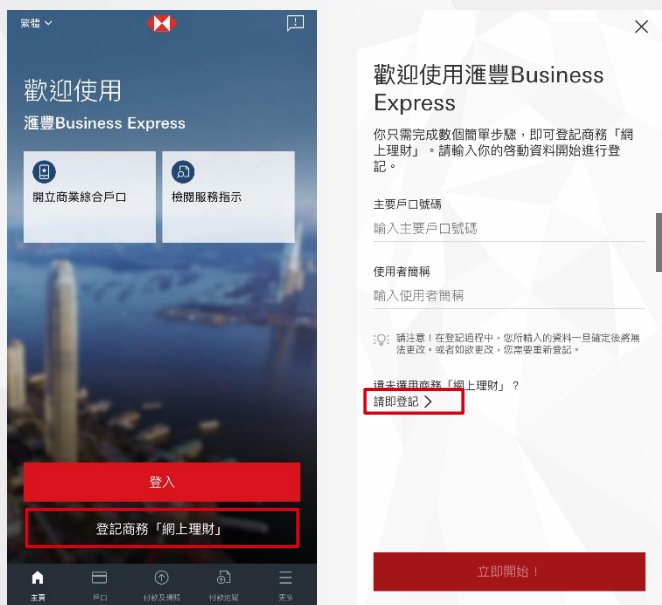 繁體
歡迎使用
滙豐Business Express
開立商業綜合戶口
檢閱服務指示
登入
登記商務「網上理財」
主頁
戶口
付款及轉賬
付款追蹤
更多
歡迎使用滙豐Business
Express
你只需完成數個簡單步驟，即可登記商務「網
上理財」。請輸入你的啓動資料開始進行登
記。
主要戶口號碼
輸入主要戶口號碼
使用者簡稱
輸入使用者簡稱
請注意！在登記過程中，您所輸入的資料一旦確定後將無
法更改。或者如欲更改，您需要重新登記。
還未選用商務「網上理財」？
請即登記
立即開始！